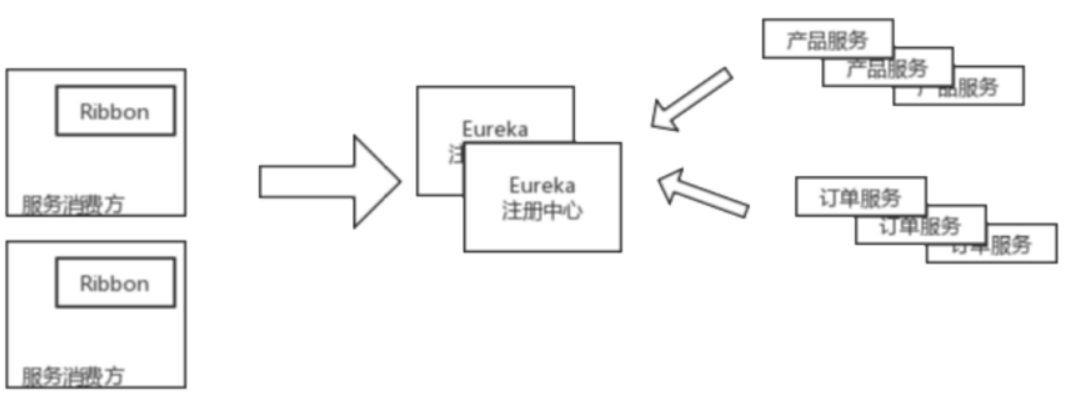 Ribbon
服务消费方
Ribbon
服务消费方
Eureka
注
Eureka
注册中心
产品服务
产品服务
产品服务
订单服务
订单服务
订单服务